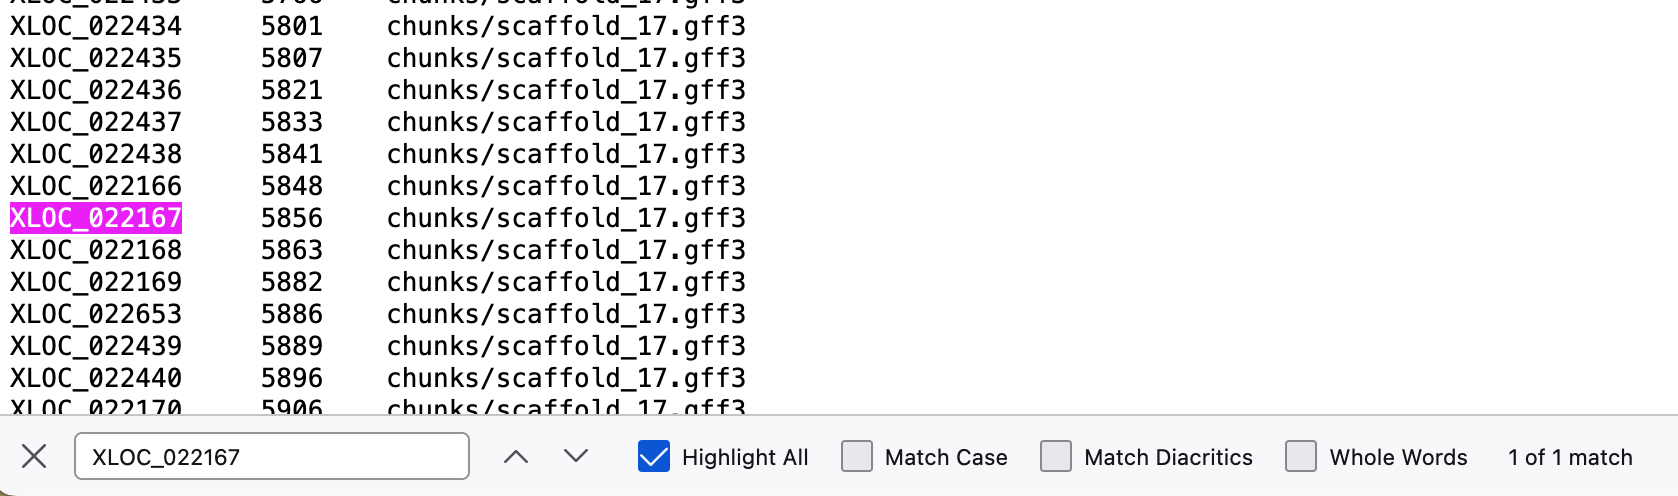 XLOC_022434 5801 chunks/scaffold_17.gff3
XLOC_022435 5807 chunks/scaffold_17.gff3
XLOC_022436 5821 chunks/scaffold_17.gff3
XLOC_022437 5833 chunks/scaffold_17.gff3
XLOC_022438 5841 chunks/scaffold_17.gff3
XLOC_022166 5848 chunks/scaffold_17.gff3
XLOC_022167 5856 chunks/scaffold_17.gff3
XLOC_022168 5863 chunks/scaffold_17.gff3
XLOC_022169 5882 chunks/scaffold_17.gff3
XLOC_022653 5886 chunks/scaffold_17.gff3
XLOC_022439 5889 chunks/scaffold_17.gff3
XLOC_022440 5896 chunks/scaffold_17.gff3
XLOC_022170 5906 chunks/scaffold_17.gff3
XLOC_022167 Highlight All Match Case Match Diacritics Whole Words 1 of 1 match